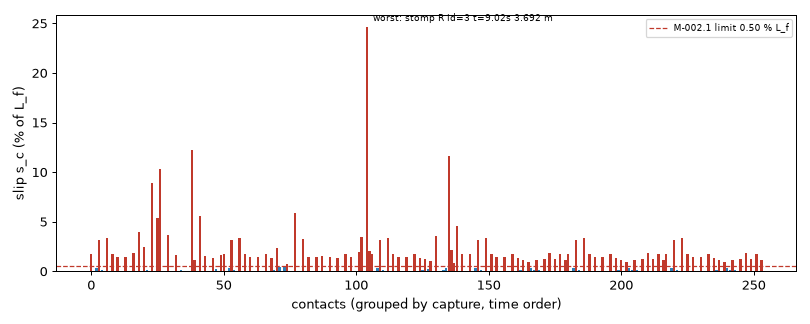 worst: stomp R id=3 t=9.02s 3.692 m
M-002.1 limit 0.50 % L_f
25
20
15
10
5
0
slip s_c (% of L_f)
0 50 100 150 200 250
contacts (grouped by capture, time order)